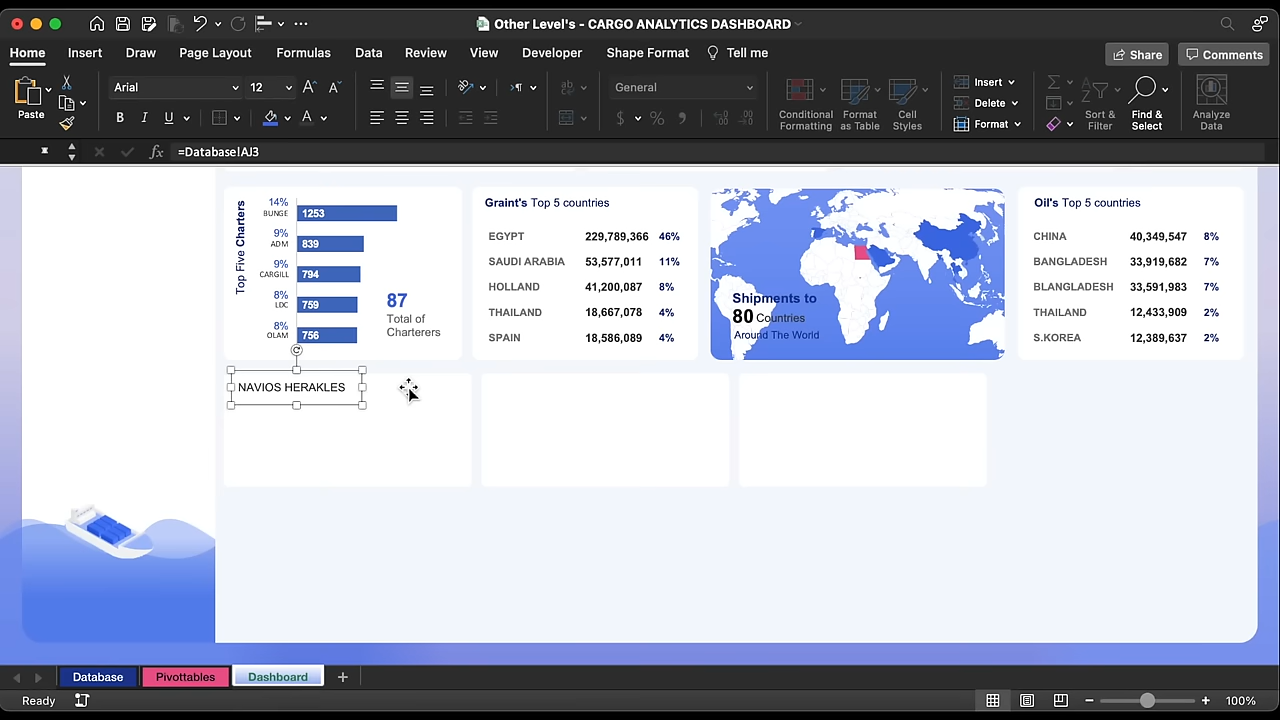 Other Level's - CARGO ANALYTICS DASHBOARD
Home Insert Draw Page Layout Formulas Data Review View Developer Shape Format Tell me Share Comments
Paste Arial 12 General Conditional Formatting Format as Table Cell Styles Insert Delete Format Sort & Filter Find & Select Analyze Data
B I U A $ %
fx =Database!AJ3
Top Five Charters
14%
BUNGE 1253
9%
ADM 839
9%
CARGILL 794
8%
LDC 759
8%
OLAM 756
87
Total of
Charterers
Graint's Top 5 countries
EGYPT 229,789,366 46%
SAUDI ARABIA 53,577,011 11%
HOLLAND 41,200,087 8%
THAILAND 18,667,078 4%
SPAIN 18,586,089 4%
Shipments to
80 Countries
Around The World
Oil's Top 5 countries
CHINA 40,349,547 8%
BANGLADESH 33,919,682 7%
BLANGLADESH 33,591,983 7%
THAILAND 12,433,909 2%
S.KOREA 12,389,637 2%
NAVIOS HERAKLES
Database Pivottables Dashboard
Ready 100%